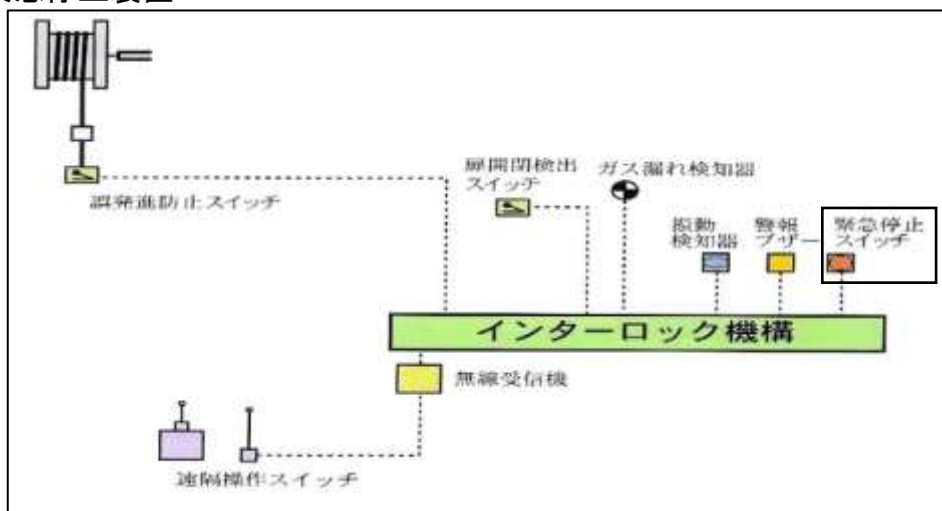 扉開閉検出
スイッチ
ガス漏れ検知器
誤発進防止スイッチ
振動
検知器
警報
ブザー
緊急停止
スイッチ
インターロック機構
無線受信機
遠隔操作スイッチ